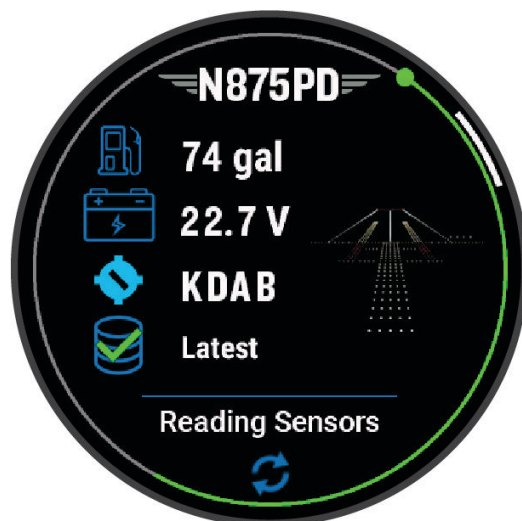 N875PD
74 gal
22.7 V
KDAB
Latest
Reading Sensors